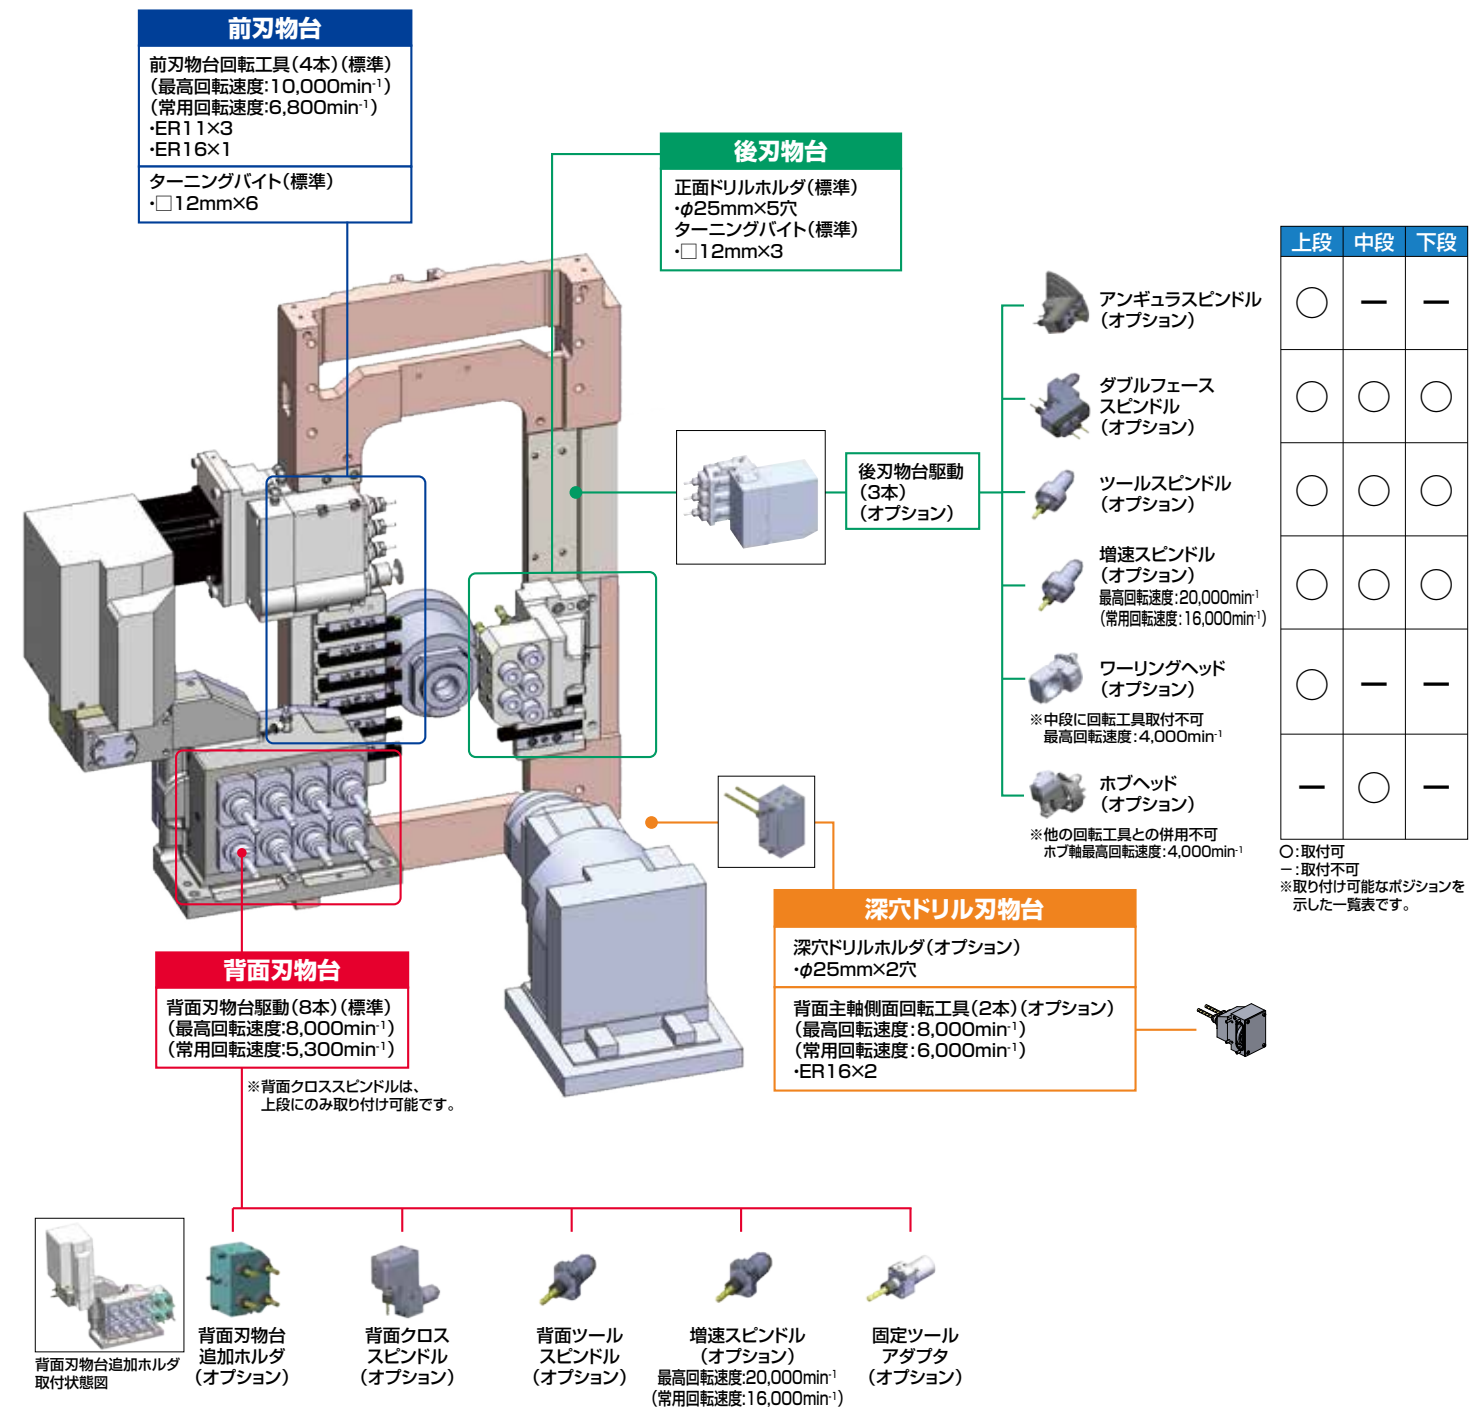 前刃物台
前刃物台回転工具(4本)(標準)
(最高回転速度:10,000min-1)
(常用回転速度:6,800min-1)
・ER11×3
・ER16×1
ターニングバイト(標準)
・□12mm×6
後刃物台
正面ドリルホルダ(標準)
・φ25mm×5穴
ターニングバイト(標準)
・□12mm×3
後刃物台駆動
(3本)
(オプション)
上段 中段 下段
アンギュラスピンドル
(オプション)
○ − −
ダブルフェース
スピンドル
(オプション)
○ ○ ○
ツールスピンドル
(オプション)
○ ○ ○
増速スピンドル
(オプション)
最高回転速度:20,000min-1
(常用回転速度:16,000min-1)
○ ○ ○
ワーリングヘッド
(オプション)
※中段に回転工具取付不可
最高回転速度:4,000min-1
○ − −
ホブヘッド
(オプション)
※他の回転工具との併用不可
ホブ軸最高回転速度:4,000min-1
− ○ −
○:取付可
−:取付不可
※取り付け可能なポジションを
示した一覧表です。
深穴ドリル刃物台
深穴ドリルホルダ(オプション)
・φ25mm×2穴
背面主軸側面回転工具(2本)(オプション)
(最高回転速度:8,000min-1)
(常用回転速度:6,000min-1)
・ER16×2
背面刃物台
背面刃物台駆動(8本)(標準)
(最高回転速度:8,000min-1)
(常用回転速度:5,300min-1)
※背面クロススピンドルは、
上段にのみ取り付け可能です。
背面刃物台追加ホルダ
取付状態図
背面刃物台
追加ホルダ
(オプション)
背面クロス
スピンドル
(オプション)
背面ツール
スピンドル
(オプション)
増速スピンドル
(オプション)
最高回転速度:20,000min-1
(常用回転速度:16,000min-1)
固定ツール
アダプタ
(オプション)